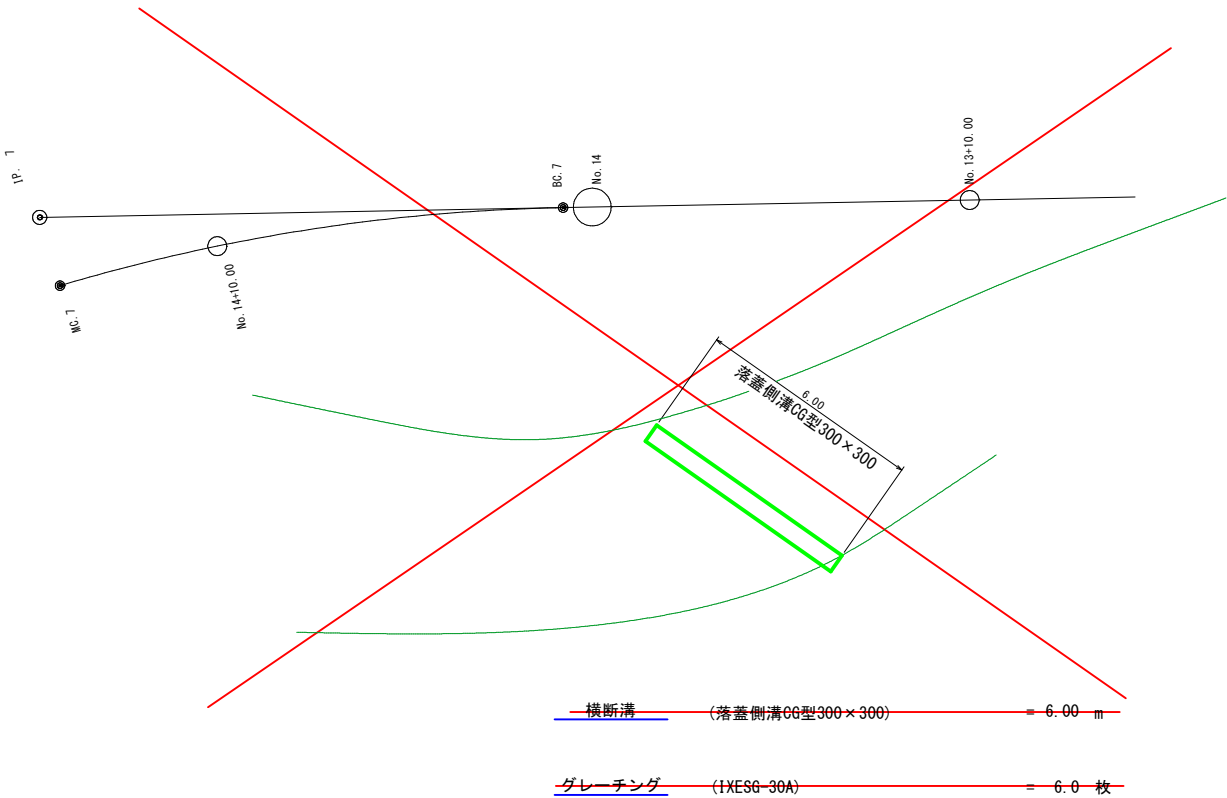 IP. 7
BC. 7
No. 14
No. 13+10. 00
No. 14+10. 00
MC. 7
6.00
落蓋側溝CG型300×300
横断溝 (落蓋側溝CG型300×300) = 6.00 m
グレーチング (IXESG-30A) = 6.0 枚